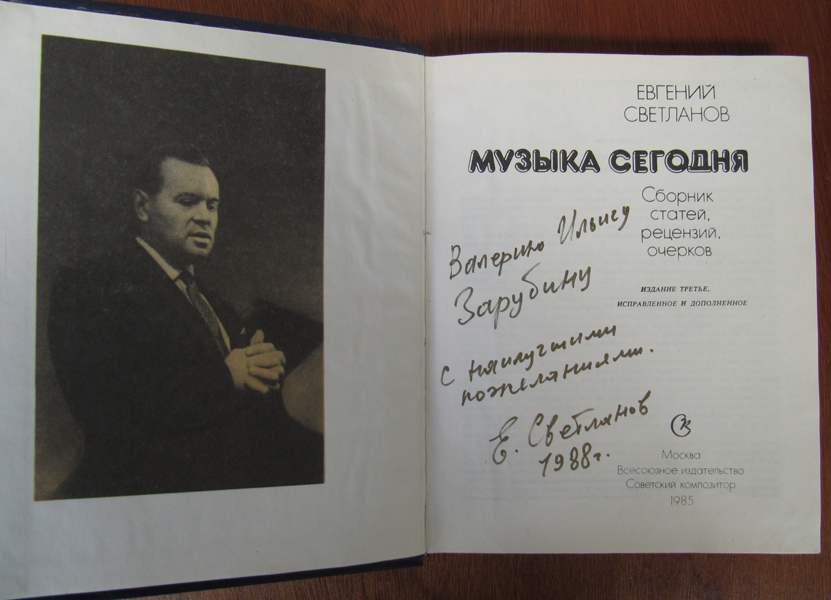 ЕВГЕНИЙ
СВЕТЛАНОВ
МУЗЫКА СЕГОДНЯ
Сборник
статей,
рецензий,
очерков
Валерию Ильичу
Зарубину
ИЗДАНИЕ ТРЕТЬЕ,
ИСПРАВЛЕННОЕ И ДОПОЛНЕННОЕ
с наилучшими
пожеланиями.
Е. Светланов
1988 г.
Москва
Всесоюзное издательство
Советский композитор
1985